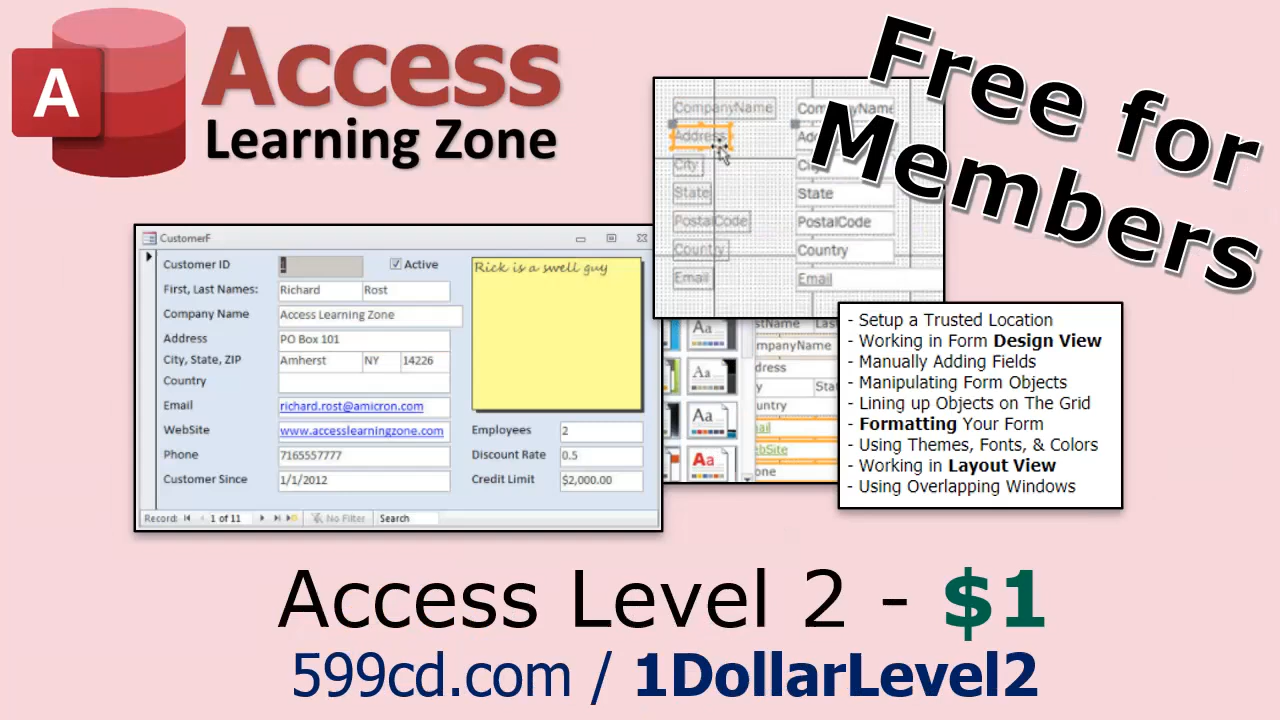 A
Access
Learning Zone
Free for
Members
CompanyName CompanyName
Address
City
State State
PostalCode PostalCode
Country Country
Email Email
CustomerF
Customer ID Active
First, Last Names: Richard Rost
Company Name Access Learning Zone
Address PO Box 101
City, State, ZIP Amherst NY 14226
Country
Email richard.rost@amicron.com
WebSite www.accesslearningzone.com
Phone 7165557777
Customer Since 1/1/2012
Rick is a swell guy
Employees 2
Discount Rate 0.5
Credit Limit $2,000.00
Record: 1 of 11 No Filter Search
Aa
Aa
Aa
Aa
- Setup a Trusted Location
- Working in Form Design View
- Manually Adding Fields
- Manipulating Form Objects
- Lining up Objects on The Grid
- Formatting Your Form
- Using Themes, Fonts, & Colors
- Working in Layout View
- Using Overlapping Windows
Access Level 2 - $1
599cd.com / 1DollarLevel2